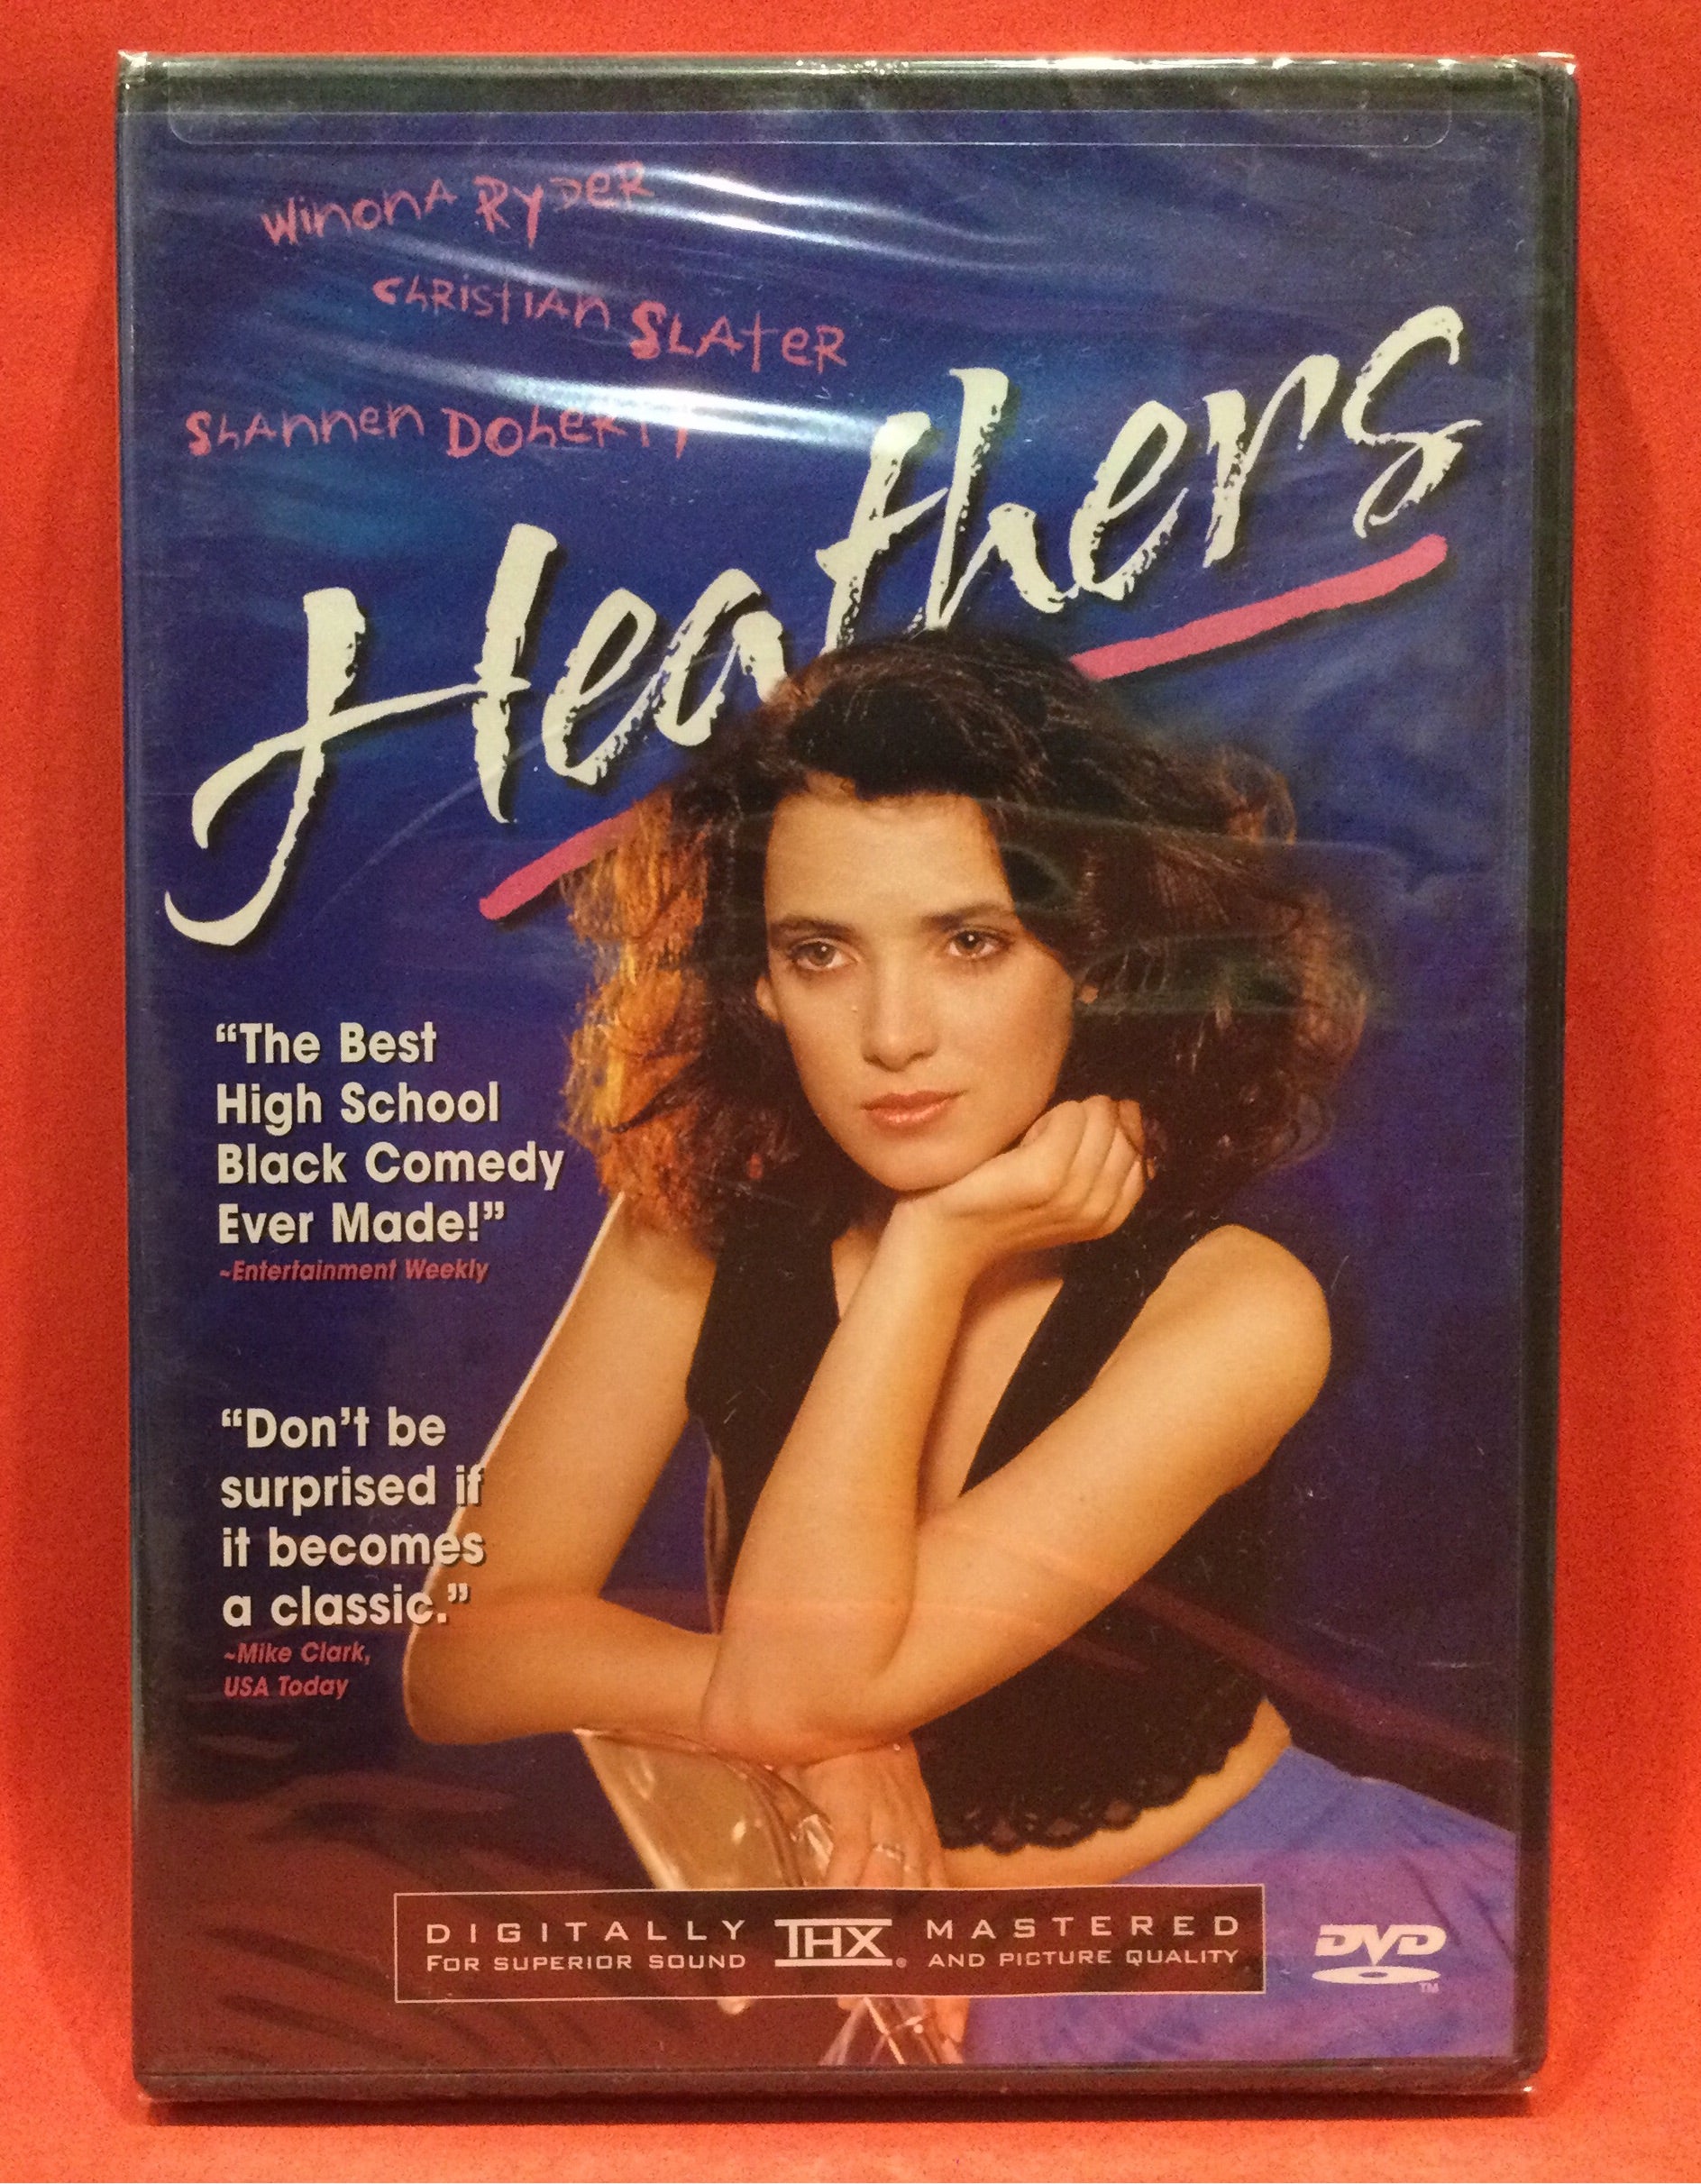 Winona Ryder
Christian Slater
Shannen Doherty
Heathers
“The Best
High School
Black Comedy
Ever Made!”
~Entertainment Weekly
“Don’t be
surprised if
it becomes
a classic.”
~Mike Clark,
USA Today
DIGITALLY THX® MASTERED
FOR SUPERIOR SOUND AND PICTURE QUALITY
DVD™